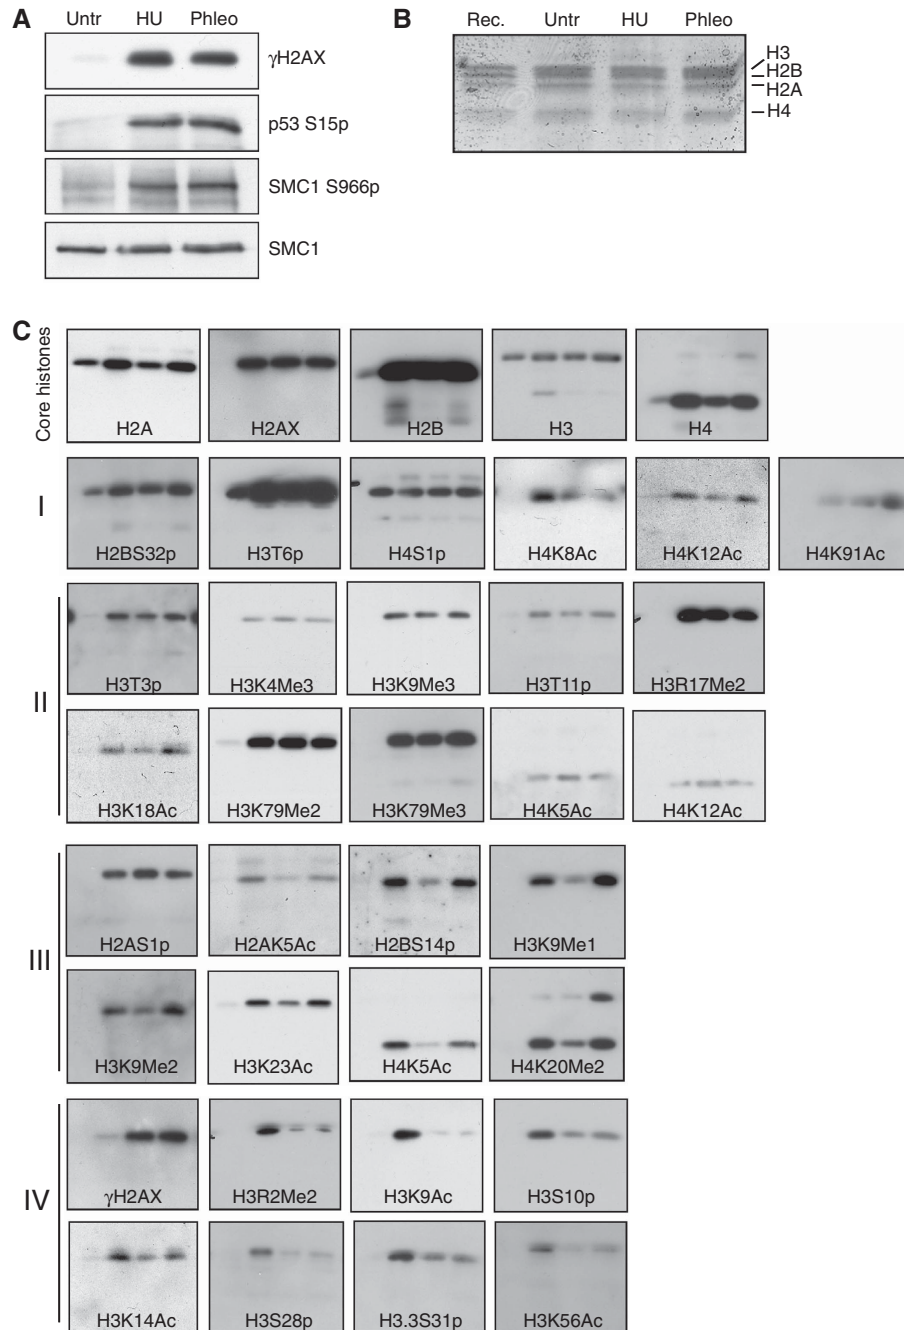 A
Untr HU Phleo
γH2AX
p53 S15p
SMC1 S966p
SMC1
B
Rec. Untr HU Phleo
H3
H2B
H2A
H4
C
Core histones
H2A H2AX H2B H3 H4
I
H2BS32p H3T6p H4S1p H4K8Ac H4K12Ac H4K91Ac
II
H3T3p H3K4Me3 H3K9Me3 H3T11p H3R17Me2
H3K18Ac H3K79Me2 H3K79Me3 H4K5Ac H4K12Ac
III
H2AS1p H2AK5Ac H2BS14p H3K9Me1
H3K9Me2 H3K23Ac H4K5Ac H4K20Me2
IV
γH2AX H3R2Me2 H3K9Ac H3S10p
H3K14Ac H3S28p H3.3S31p H3K56Ac